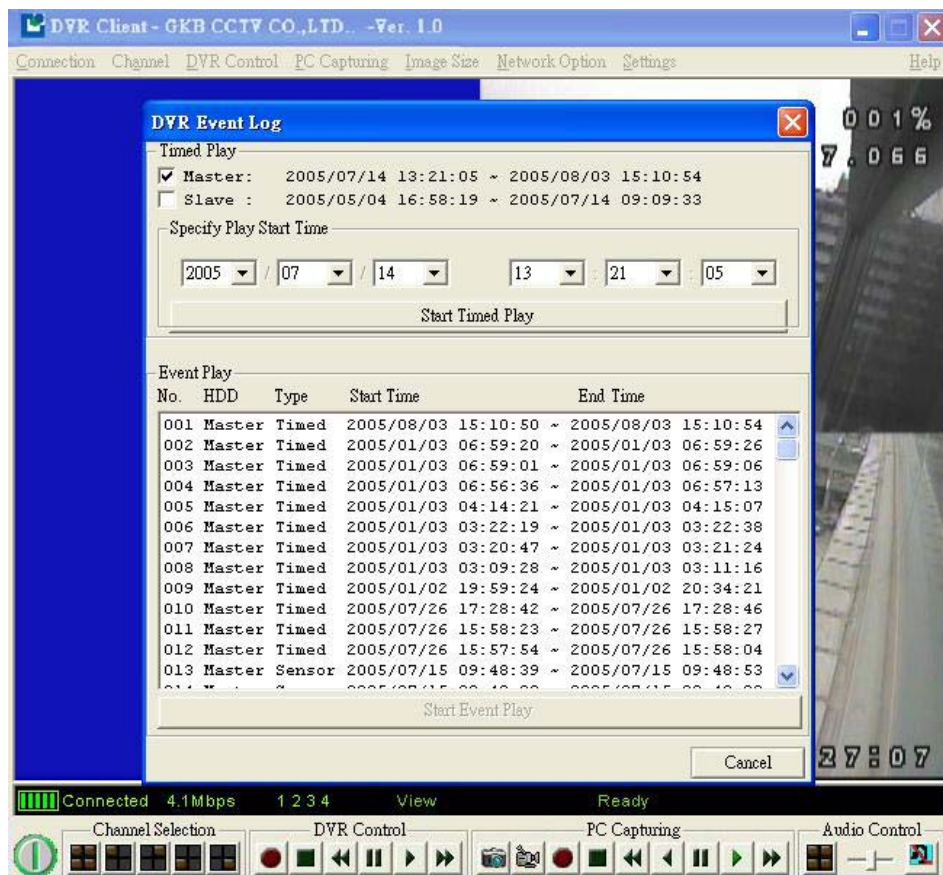 DVR Client - GKB CCTV CO.,LTD.. -Ver. 1.0
Connection Channel DVR Control PC Capturing Image Size Network Option Settings Help
001%
7.066
DVR Event Log
Timed Play
Master: 2005/07/14 13:21:05 ~ 2005/08/03 15:10:54
Slave : 2005/05/04 16:58:19 ~ 2005/07/14 09:09:33
Specify Play Start Time
2005 / 07 / 14 13 : 21 : 05
Start Timed Play
Event Play
No. HDD Type Start Time End Time
001 Master Timed 2005/08/03 15:10:50 ~ 2005/08/03 15:10:54
002 Master Timed 2005/01/03 06:59:20 ~ 2005/01/03 06:59:26
003 Master Timed 2005/01/03 06:59:01 ~ 2005/01/03 06:59:06
004 Master Timed 2005/01/03 06:56:36 ~ 2005/01/03 06:57:13
005 Master Timed 2005/01/03 04:14:21 ~ 2005/01/03 04:15:07
006 Master Timed 2005/01/03 03:22:19 ~ 2005/01/03 03:22:38
007 Master Timed 2005/01/03 03:20:47 ~ 2005/01/03 03:21:24
008 Master Timed 2005/01/03 03:09:28 ~ 2005/01/03 03:11:16
009 Master Timed 2005/01/02 19:59:24 ~ 2005/01/02 20:34:21
010 Master Timed 2005/07/26 17:28:42 ~ 2005/07/26 17:28:46
011 Master Timed 2005/07/26 15:58:23 ~ 2005/07/26 15:58:27
012 Master Timed 2005/07/26 15:57:54 ~ 2005/07/26 15:58:04
013 Master Sensor 2005/07/15 09:48:39 ~ 2005/07/15 09:48:53
Start Event Play
Cancel
27:07
Connected 4.1Mbps 1 2 3 4 View Ready
Channel Selection DVR Control PC Capturing Audio Control